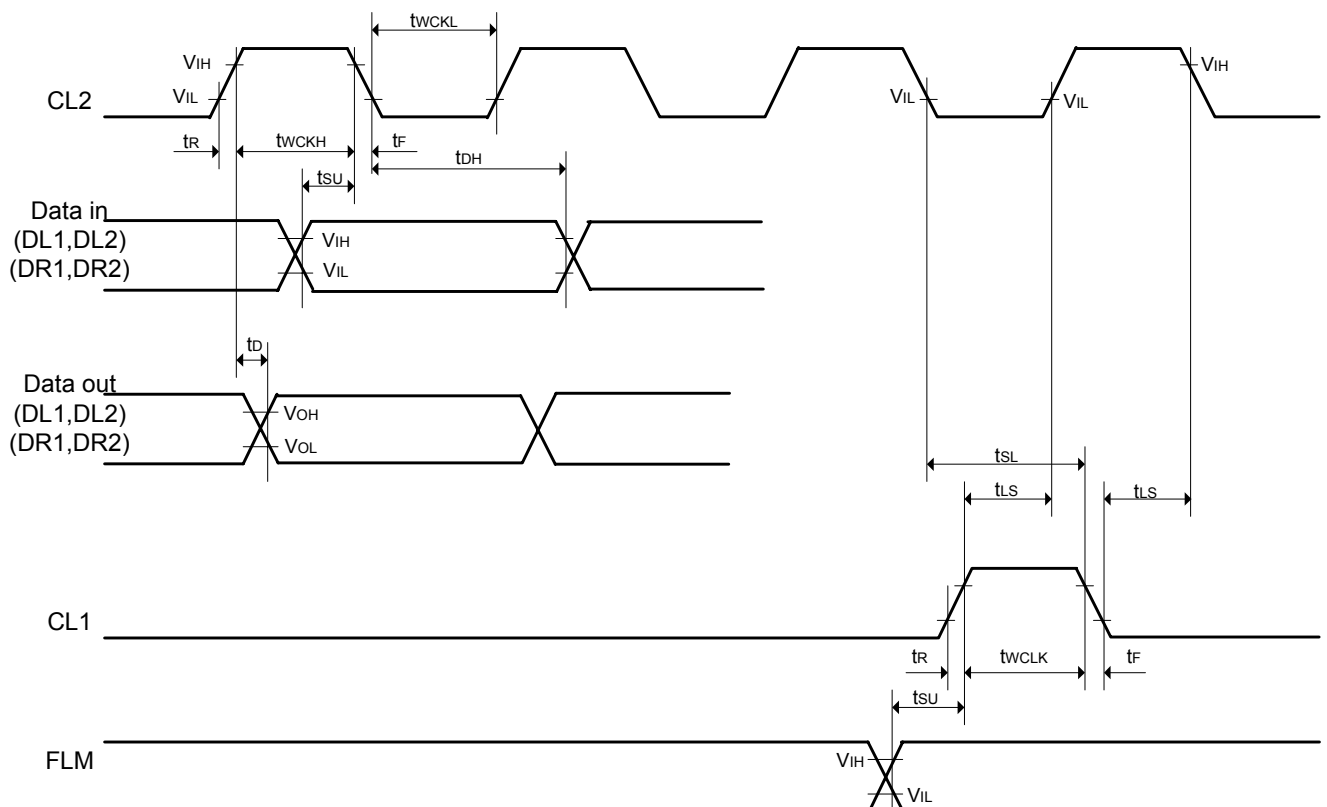 tWCKL
VIH
VIH
CL2
VIL
VIL
VIL
tR
tWCKH
tF
tDH
tSU
Data in
(DL1,DL2)
(DR1,DR2)
VIH
VIL
tD
Data out
(DL1,DL2)
(DR1,DR2)
VOH
VOL
tSL
tLS
tLS
CL1
tR
tWCLK
tF
tSU
FLM
VIH
VIL